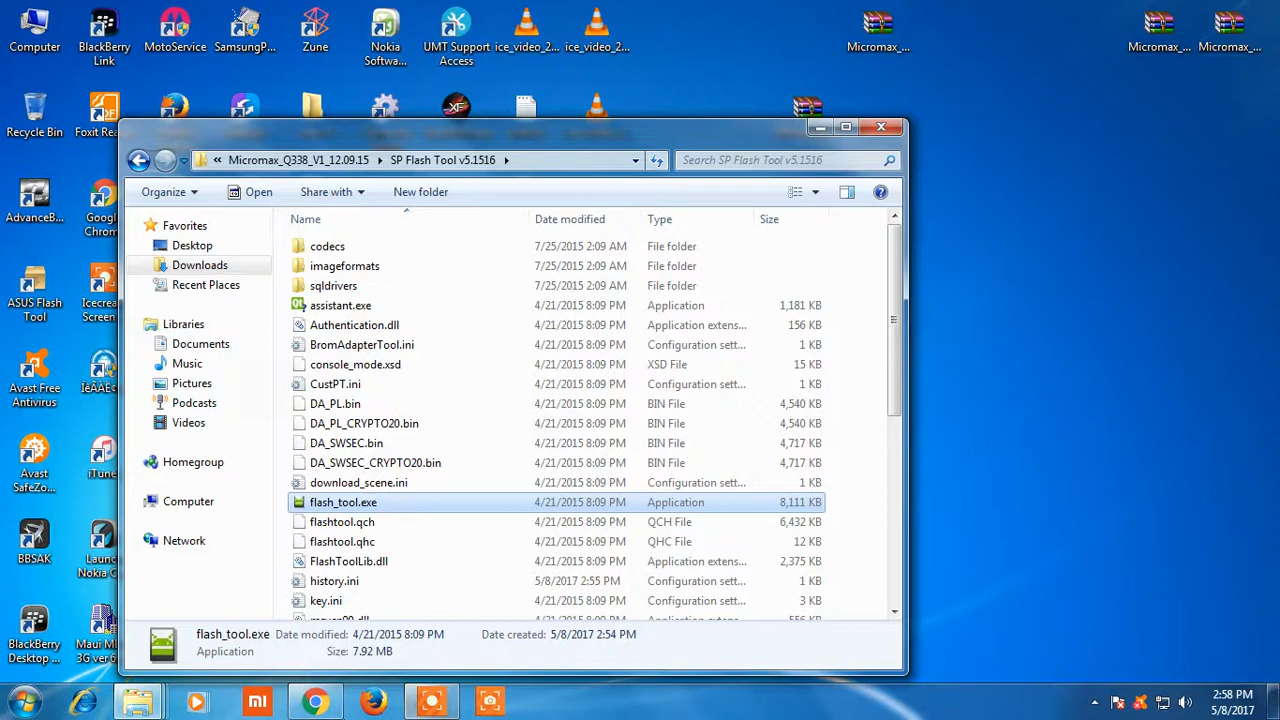 Computer
BlackBerry Link
MotoService
SamsungP...
Zune
Nokia Softwa...
UMT Support Access
ice_video_2...
ice_video_2...
Micromax_...
Micromax_...
Micromax_...
Recycle Bin
Foxit Rea
XF
AdvanceB...
Google Chrom
ASUS Flash Tool
Icecrea Screen
Avast Free Antivirus
Avast SafeZo...
iTune
BBSAK
Launc Nokia C
BlackBerry Desktop ...
Maui M 3G ver 6
« Micromax_Q338_V1_12.09.15 SP Flash Tool v5.1516
Search SP Flash Tool v5.1516
Organize Open Share with New folder
Favorites
Desktop
Downloads
Recent Places
Libraries
Documents
Music
Pictures
Podcasts
Videos
Homegroup
Computer
Network
Name Date modified Type Size
codecs 7/25/2015 2:09 AM File folder
imageformats 7/25/2015 2:09 AM File folder
sqldrivers 7/25/2015 2:09 AM File folder
assistant.exe 4/21/2015 8:09 PM Application 1,181 KB
Authentication.dll 4/21/2015 8:09 PM Application extens... 156 KB
BromAdapterTool.ini 4/21/2015 8:09 PM Configuration sett... 1 KB
console_mode.xsd 4/21/2015 8:09 PM XSD File 15 KB
CustPT.ini 4/21/2015 8:09 PM Configuration sett... 1 KB
DA_PL.bin 4/21/2015 8:09 PM BIN File 4,540 KB
DA_PL_CRYPTO20.bin 4/21/2015 8:09 PM BIN File 4,540 KB
DA_SWSEC.bin 4/21/2015 8:09 PM BIN File 4,717 KB
DA_SWSEC_CRYPTO20.bin 4/21/2015 8:09 PM BIN File 4,717 KB
download_scene.ini 4/21/2015 8:09 PM Configuration sett... 1 KB
flash_tool.exe 4/21/2015 8:09 PM Application 8,111 KB
flashtool.qch 4/21/2015 8:09 PM QCH File 6,432 KB
flashtool.qhc 4/21/2015 8:09 PM QHC File 12 KB
FlashToolLib.dll 4/21/2015 8:09 PM Application extens... 2,375 KB
history.ini 5/8/2017 2:55 PM Configuration sett... 1 KB
key.ini 4/21/2015 8:09 PM Configuration sett... 3 KB
flash_tool.exe Date modified: 4/21/2015 8:09 PM Date created: 5/8/2017 2:54 PM
Application Size: 7.92 MB
mi
2:58 PM
5/8/2017